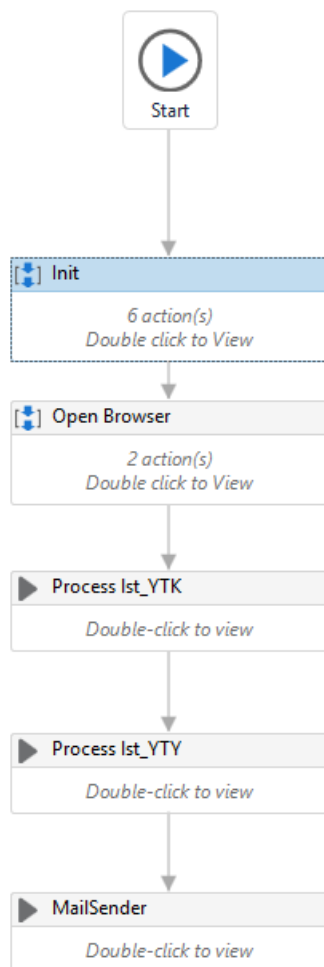 Start
Init
6 action(s)
Double click to View
Open Browser
2 action(s)
Double click to View
Process lst_YTK
Double-click to view
Process lst_YTY
Double-click to view
MailSender
Double-click to view